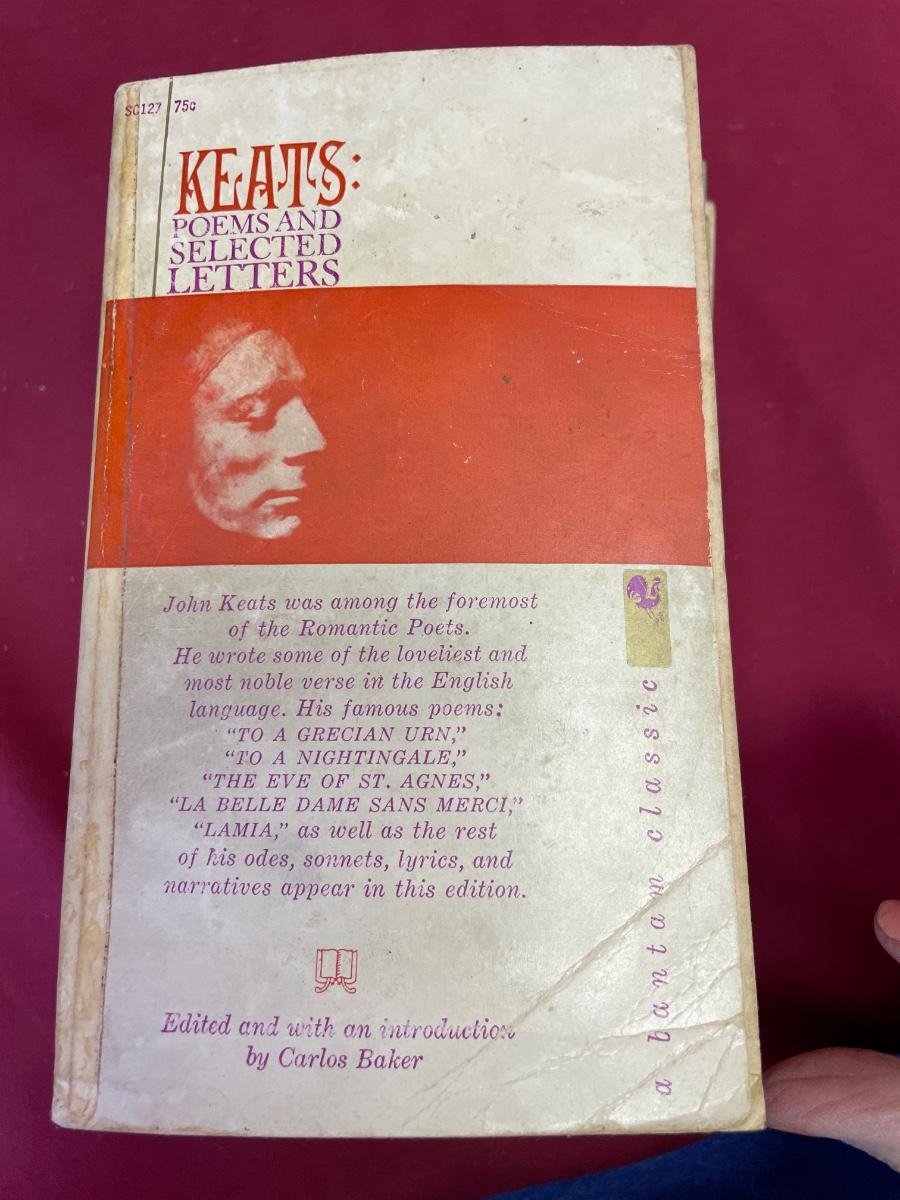 SC127 75¢
KEATS:
POEMS AND
SELECTED
LETTERS
John Keats was among the foremost
of the Romantic Poets.
He wrote some of the loveliest and
most noble verse in the English
language. His famous poems:
“TO A GRECIAN URN,”
“TO A NIGHTINGALE,”
“THE EVE OF ST. AGNES,”
“LA BELLE DAME SANS MERCI,”
“LAMIA,” as well as the rest
of his odes, sonnets, lyrics, and
narratives appear in this edition.
Edited and with an introduction
by Carlos Baker
a bantam classic